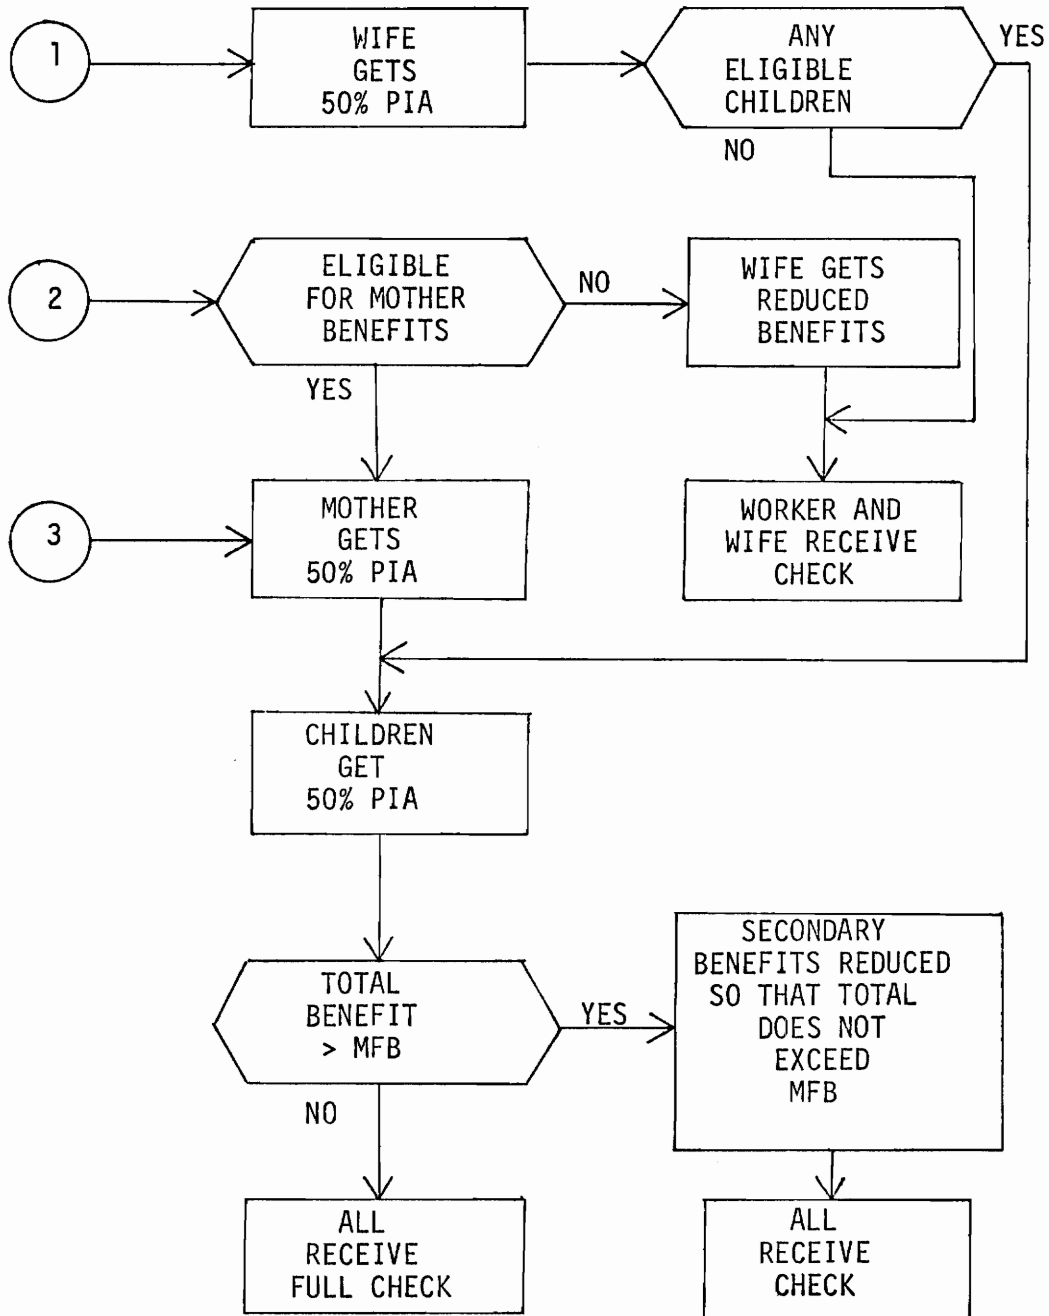 1
WIFE
GETS
50% PIA
ANY
ELIGIBLE
CHILDREN
YES
NO
2
ELIGIBLE
FOR MOTHER
BENEFITS
NO
YES
WIFE GETS
REDUCED
BENEFITS
3
MOTHER
GETS
50% PIA
WORKER AND
WIFE RECEIVE
CHECK
CHILDREN
GET
50% PIA
TOTAL
BENEFIT
> MFB
YES
NO
SECONDARY
BENEFITS REDUCED
SO THAT TOTAL
DOES NOT
EXCEED
MFB
ALL
RECEIVE
FULL CHECK
ALL
RECEIVE
CHECK